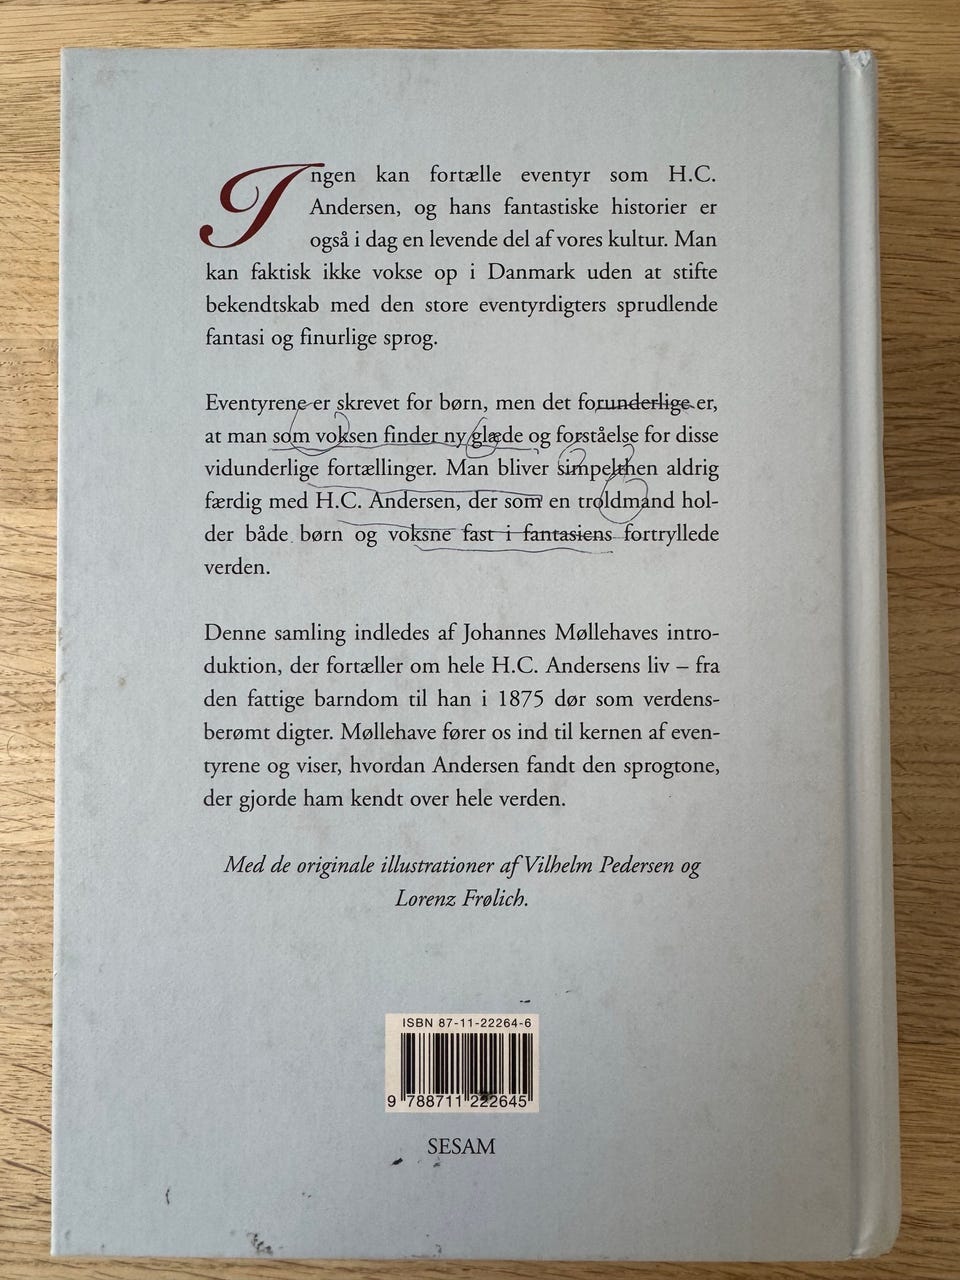 Ingen kan fortælle eventyr som H.C.
Andersen, og hans fantastiske historier er
også i dag en levende del af vores kultur. Man
kan faktisk ikke vokse op i Danmark uden at stifte
bekendtskab med den store eventyrdigters sprudlende
fantasi og finurlige sprog.
Eventyrene er skrevet for børn, men det forunderlige er,
at man som voksen finder ny glæde og forståelse for disse
vidunderlige fortællinger. Man bliver simpelthen aldrig
færdig med H.C. Andersen, der som en troldmand hol-
der både børn og voksne fast i fantasiens fortryllede
verden.
Denne samling indledes af Johannes Møllehaves intro-
duktion, der fortæller om hele H.C. Andersens liv – fra
den fattige barndom til han i 1875 dør som verdens-
berømt digter. Møllehave fører os ind til kernen af even-
tyrene og viser, hvordan Andersen fandt den sprogtone,
der gjorde ham kendt over hele verden.
Med de originale illustrationer af Vilhelm Pedersen og
Lorenz Frølich.
ISBN 87-11-22264-6
9 788711 222645
SESAM